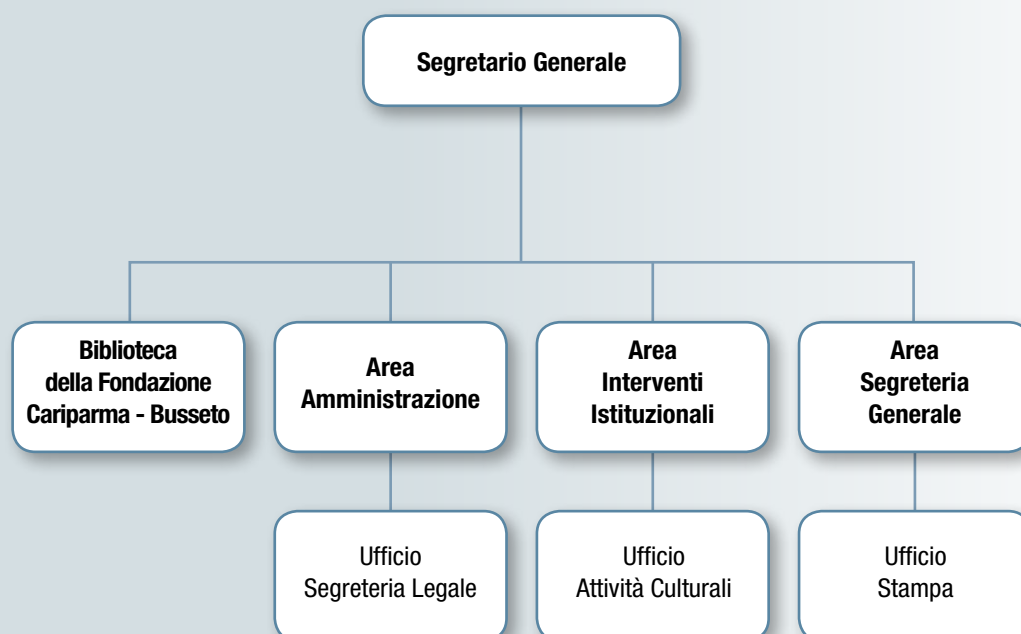 Segretario Generale
Biblioteca
della Fondazione
Cariparma - Busseto
Area
Amministrazione
Area
Interventi
Istituzionali
Area
Segreteria
Generale
Ufficio
Segreteria Legale
Ufficio
Attività Culturali
Ufficio
Stampa